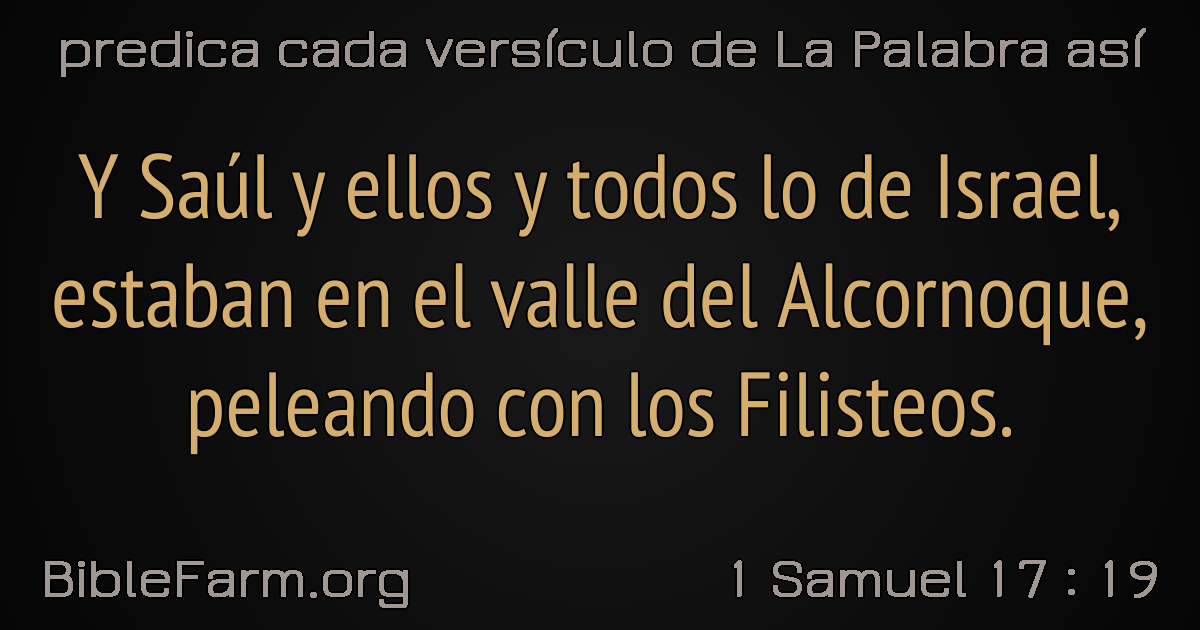 predica cada versículo de La Palabra así
Y Saúl y ellos y todos lo de Israel,
estaban en el valle del Alcornoque,
peleando con los Filisteos.
BibleFarm.org
1 Samuel 17 : 19